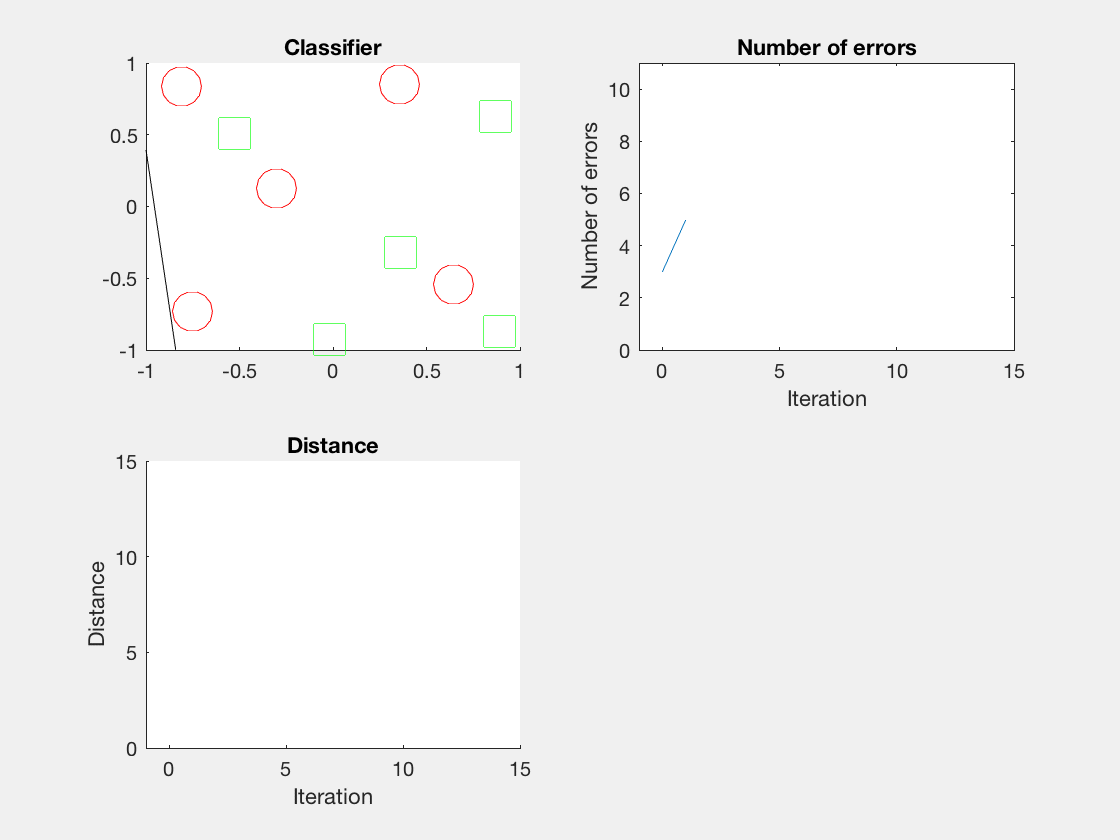 Classifier
1
0.5
0
-0.5
-1
-1 -0.5 0 0.5 1
Number of errors
Number of errors
10
8
6
4
2
0
0 5 10 15
Iteration
Distance
Distance
15
10
5
0
0 5 10 15
Iteration